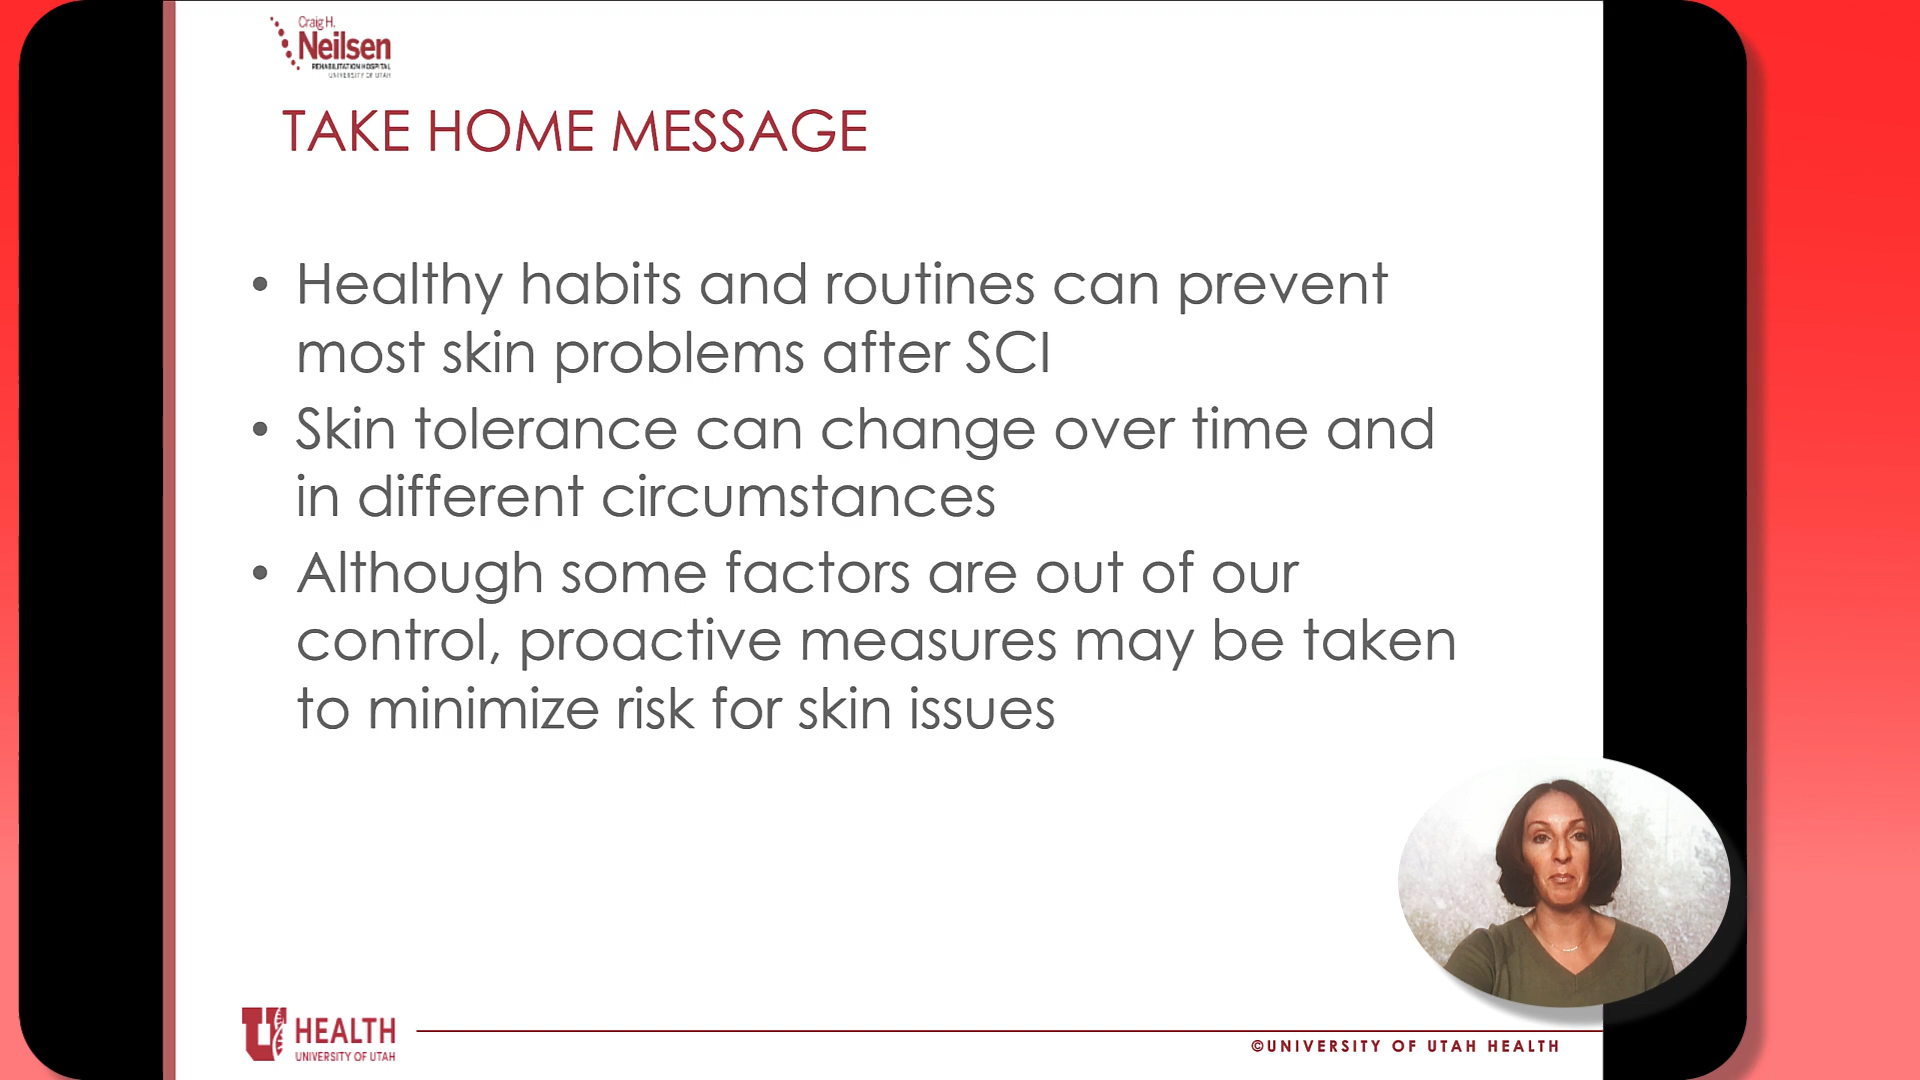 Craig H.
Neilsen
REHABILITATION HOSPITAL
UNIVERSITY OF UTAH
TAKE HOME MESSAGE
• Healthy habits and routines can prevent
most skin problems after SCI
• Skin tolerance can change over time and
in different circumstances
• Although some factors are out of our
control, proactive measures may be taken
to minimize risk for skin issues
U HEALTH
UNIVERSITY OF UTAH
©UNIVERSITY OF UTAH HEALTH